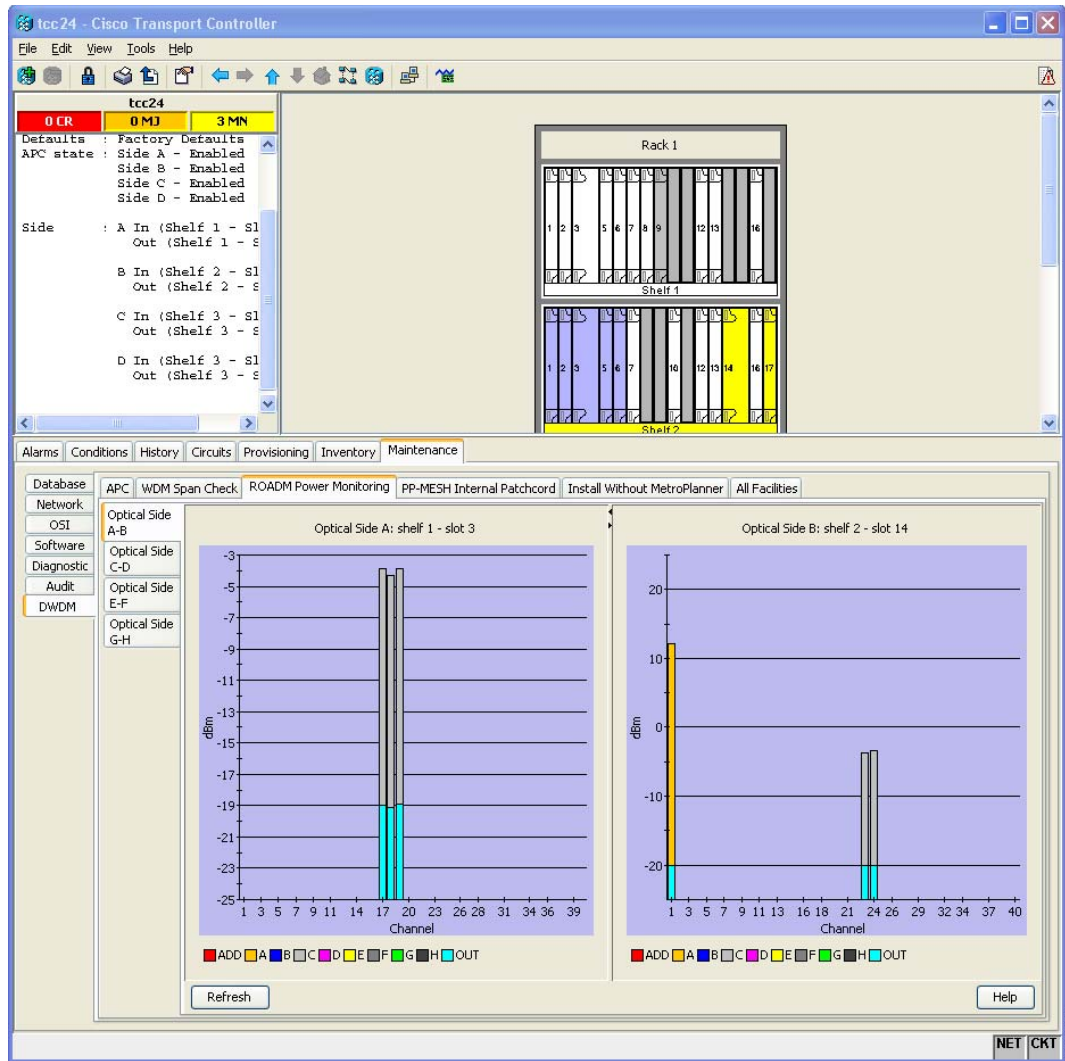 tcc24 - Cisco Transport Controller
File Edit View Tools Help
tcc24
0 CR 0 MJ 3 MN
Defaults : Factory Defaults
APC state : Side A - Enabled
Side B - Enabled
Side C - Enabled
Side D - Enabled
Side : A In (Shelf 1 - Sl
Out (Shelf 1 - S
B In (Shelf 2 - Sl
Out (Shelf 2 - S
C In (Shelf 3 - Sl
Out (Shelf 3 - S
D In (Shelf 3 - Sl
Out (Shelf 3 - S
Rack 1
1 2 3 5 6 7 8 9 12 13 16
Shelf 1
1 2 3 5 6 7 10 12 13 14 16 17
Shelf 2
Alarms Conditions History Circuits Provisioning Inventory Maintenance
Database
Network
OSI
Software
Diagnostic
Audit
DWDM
APC WDM Span Check ROADM Power Monitoring PP-MESH Internal Patchcord Install Without MetroPlanner All Facilities
Optical Side
A-B
Optical Side
C-D
Optical Side
E-F
Optical Side
G-H
Optical Side A: shelf 1 - slot 3
dBm
-3
-5
-7
-9
-11
-13
-15
-17
-19
-21
-23
-25
1 3 5 7 9 11 14 17 20 23 26 28 31 34 36 39
Channel
ADD A B C D E F G H OUT
Optical Side B: shelf 2 - slot 14
dBm
20
10
0
-10
-20
1 3 5 7 9 11 13 16 18 21 24 26 29 32 34 37 40
Channel
ADD A B C D E F G H OUT
Refresh
Help
NET CKT